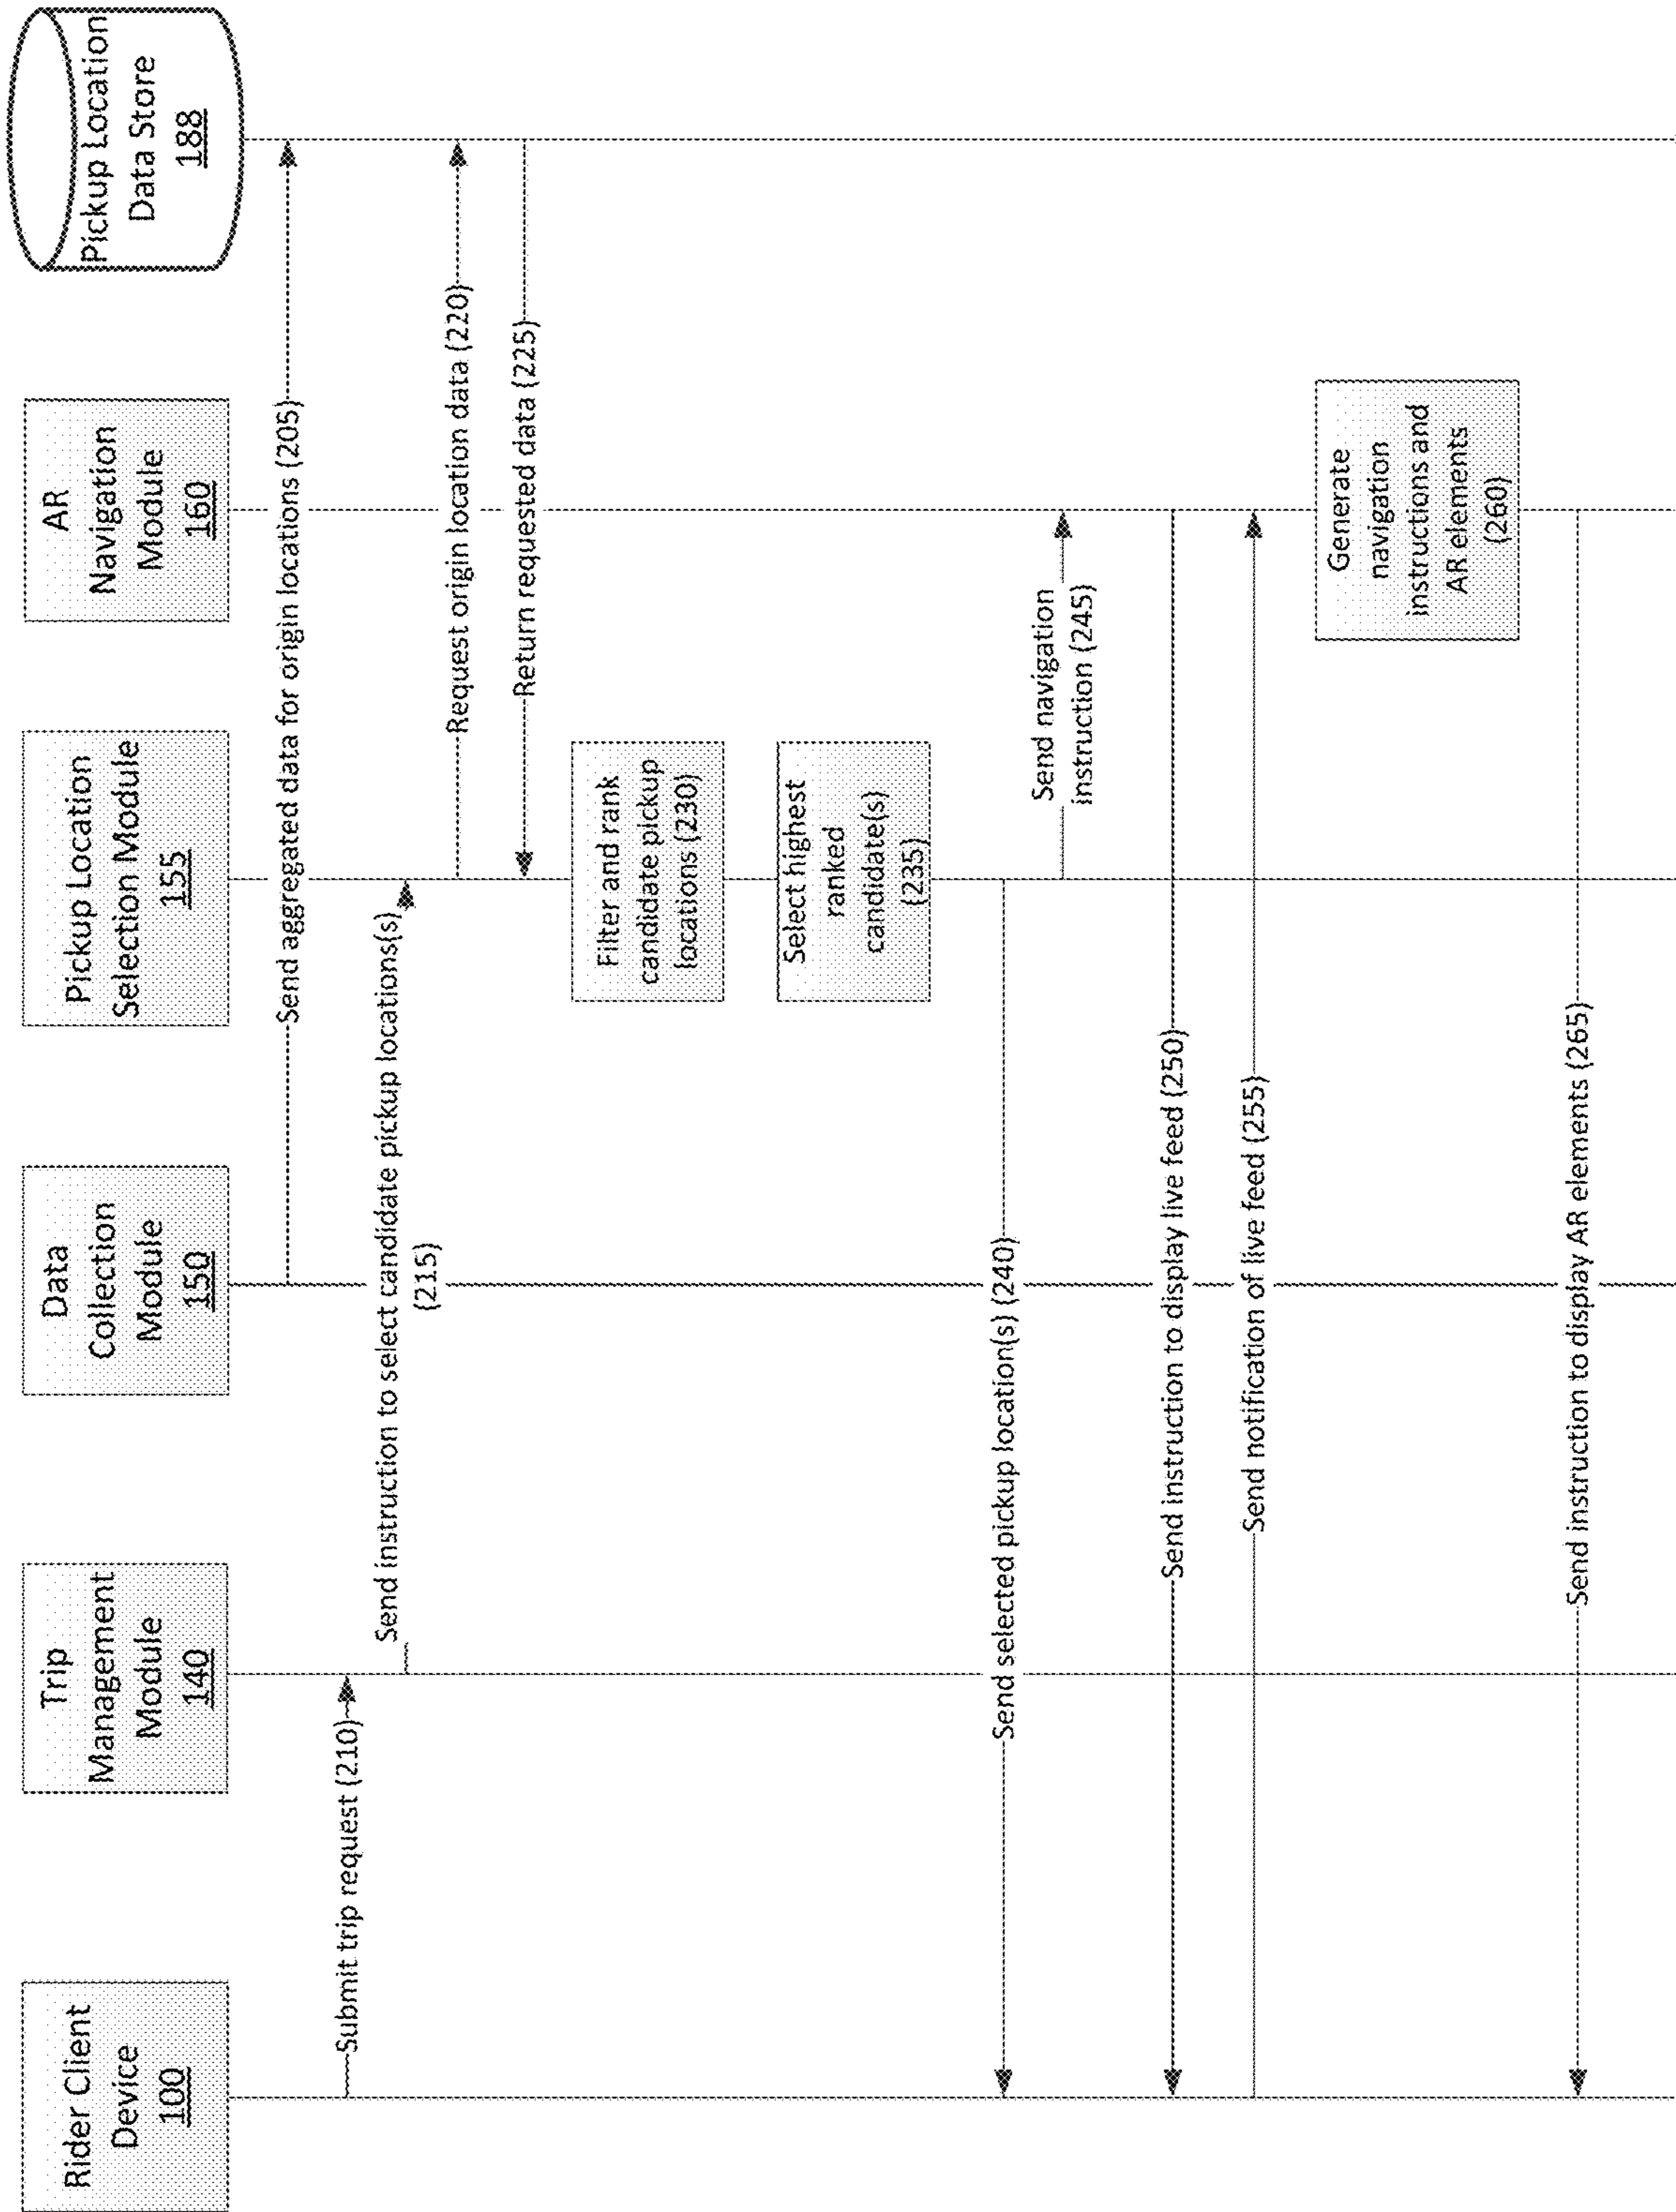 Rider Client
Device
100
Trip
Management
Module
140
Data
Collection
Module
150
Pickup Location
Selection Module
155
AR
Navigation
Module
160
Pickup Location
Data Store
188
Send aggregated data for origin locations (205)
Submit trip request (210)
Send instruction to select candidate pickup locations(s)
(215)
Request origin location data (220)
Return requested data (225)
Filter and rank
candidate pickup
locations (230)
Select highest
ranked
candidate(s)
(235)
Send selected pickup location(s) (240)
Send navigation
instruction (245)
Send instruction to display live feed (250)
Send notification of live feed (255)
Generate
navigation
instructions and
AR elements
(260)
Send instruction to display AR elements (265)